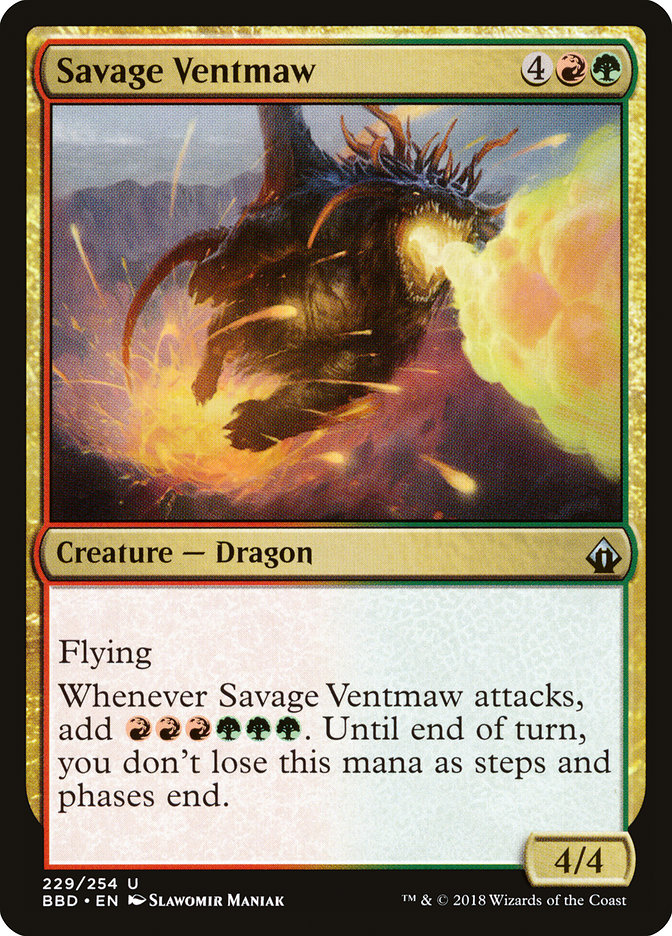 Savage Ventmaw 4
Creature — Dragon
Flying
Whenever Savage Ventmaw attacks,
add . Until end of turn,
you don't lose this mana as steps and
phases end.
4/4
229/254 U
BBD • EN Slawomir Maniak
™ & © 2018 Wizards of the Coast